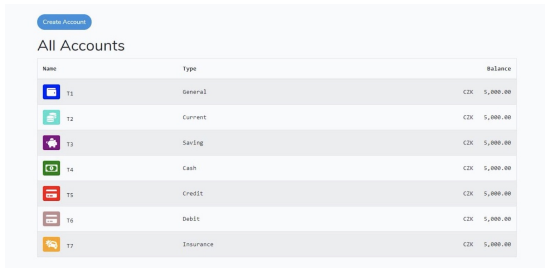 Create Account
All Accounts
Name Type Balance
T1 General CZK 5,000.00
T2 Current CZK 5,000.00
T3 Saving CZK 5,000.00
T4 Cash CZK 5,000.00
T5 Credit CZK 5,000.00
T6 Debit CZK 5,000.00
T7 Insurance CZK 5,000.00